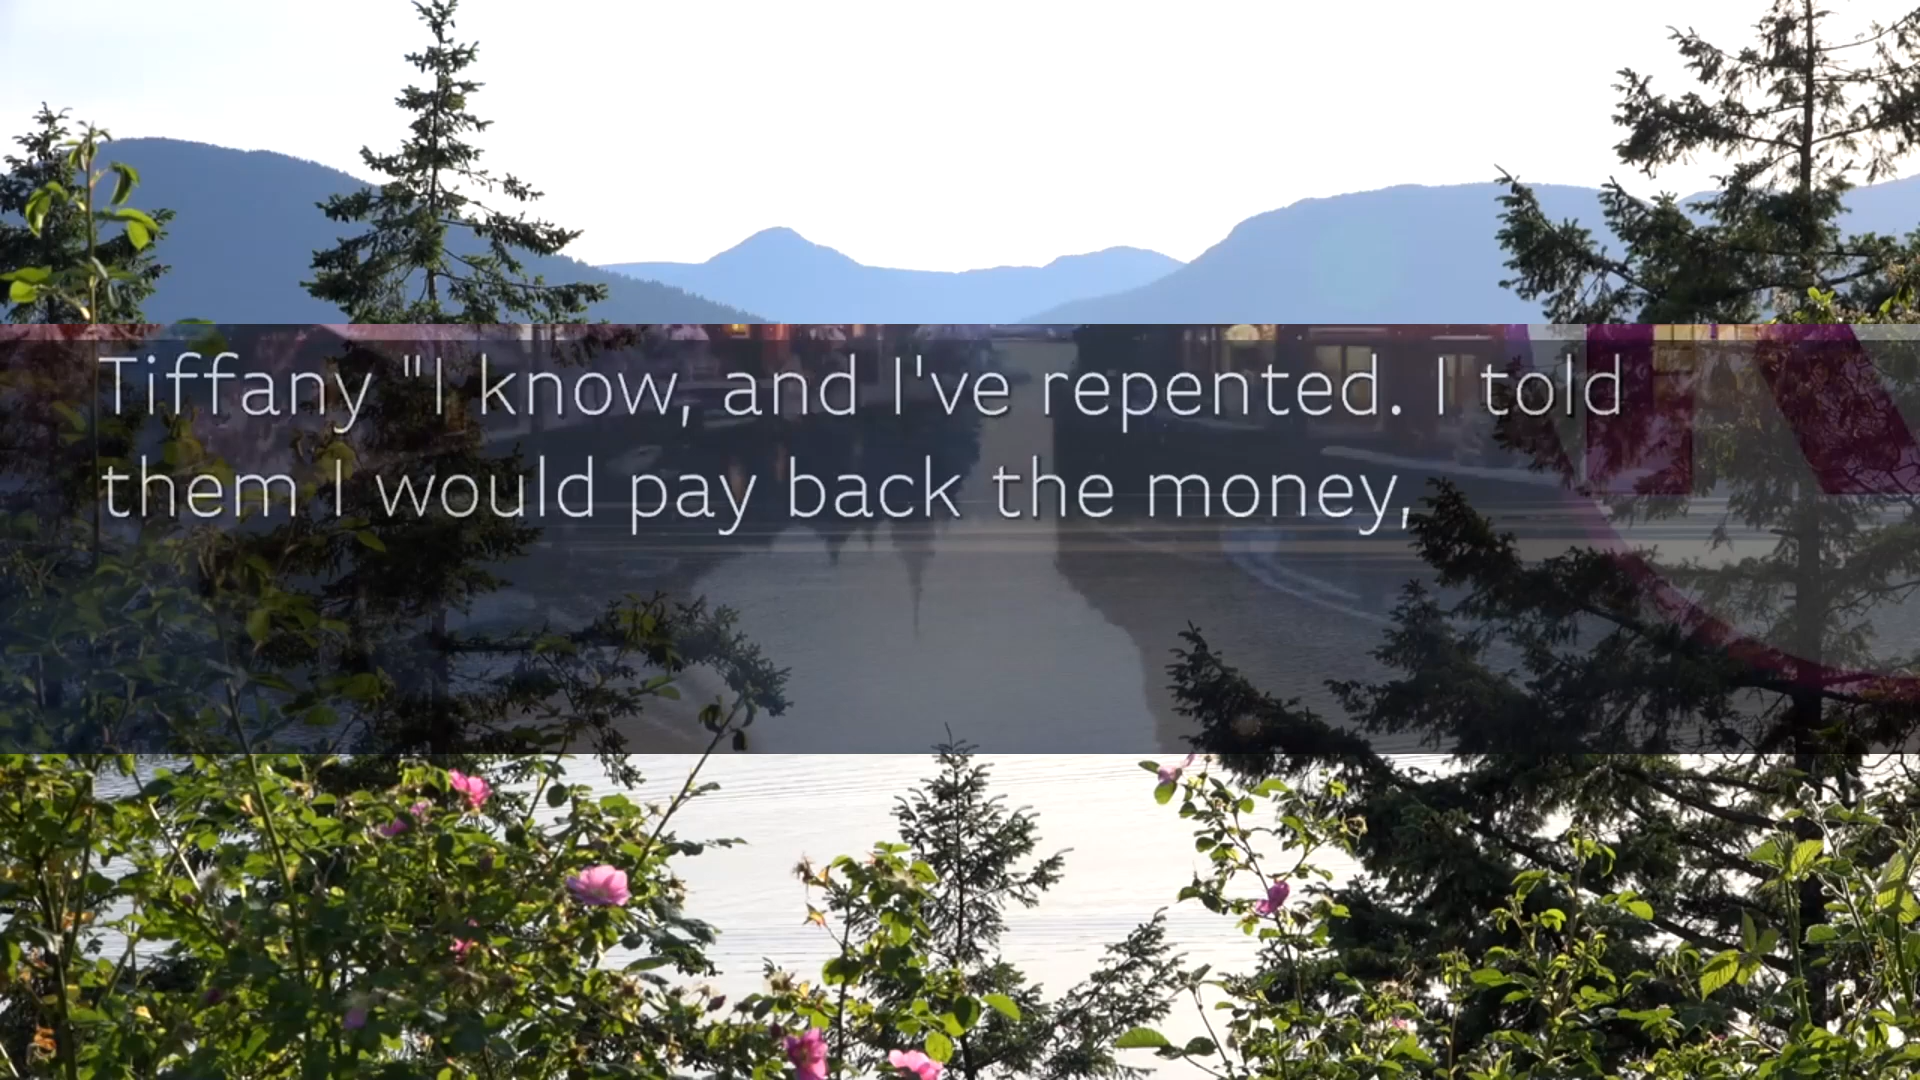 Tiffany "I know, and I've repented. I told
them I would pay back the money,